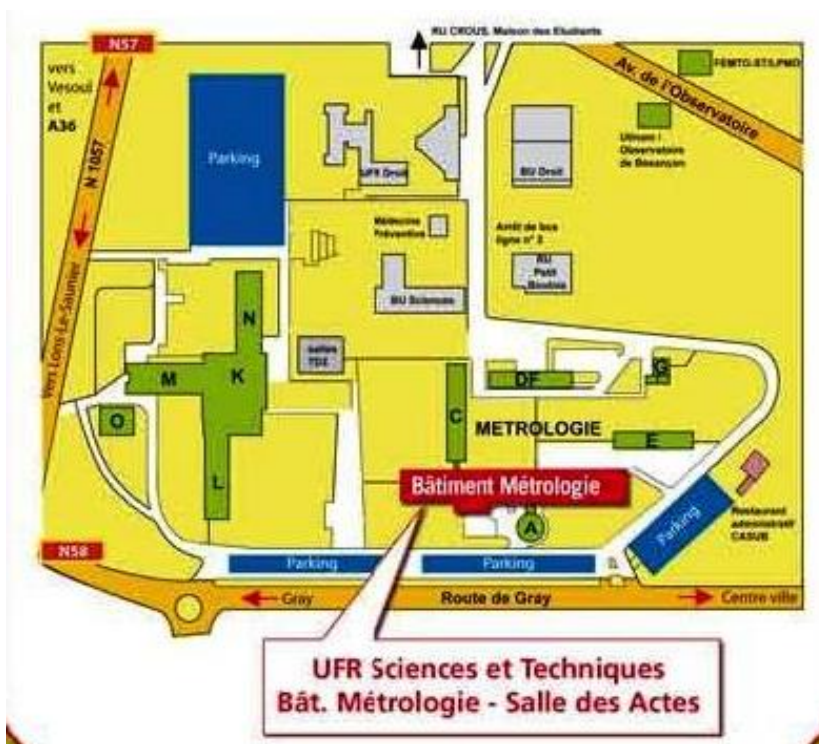 RU CROUS, Maison des Etudiants
N57
vers
Vesoul
et
A36
N 1057
Vers Lons-Le-Saunier
Parking
UFR Droit
BU Droit
Av. de l'Observatoire
FEMTO-ST/LPMO
Utinam /
Observatoire
de Besançon
Médecine
Préventive
Arrêt de bus
ligne n° 3
RU
Petit
Bouloie
BU Sciences
salles
TDS
N
M
K
O
L
C
DF
G
METROLOGIE
E
Bâtiment Métrologie
A
Restaurant
administratif
CASUB
Parking
N58
Parking
Parking
Gray
Route de Gray
Centre ville
UFR Sciences et Techniques
Bât. Métrologie - Salle des Actes